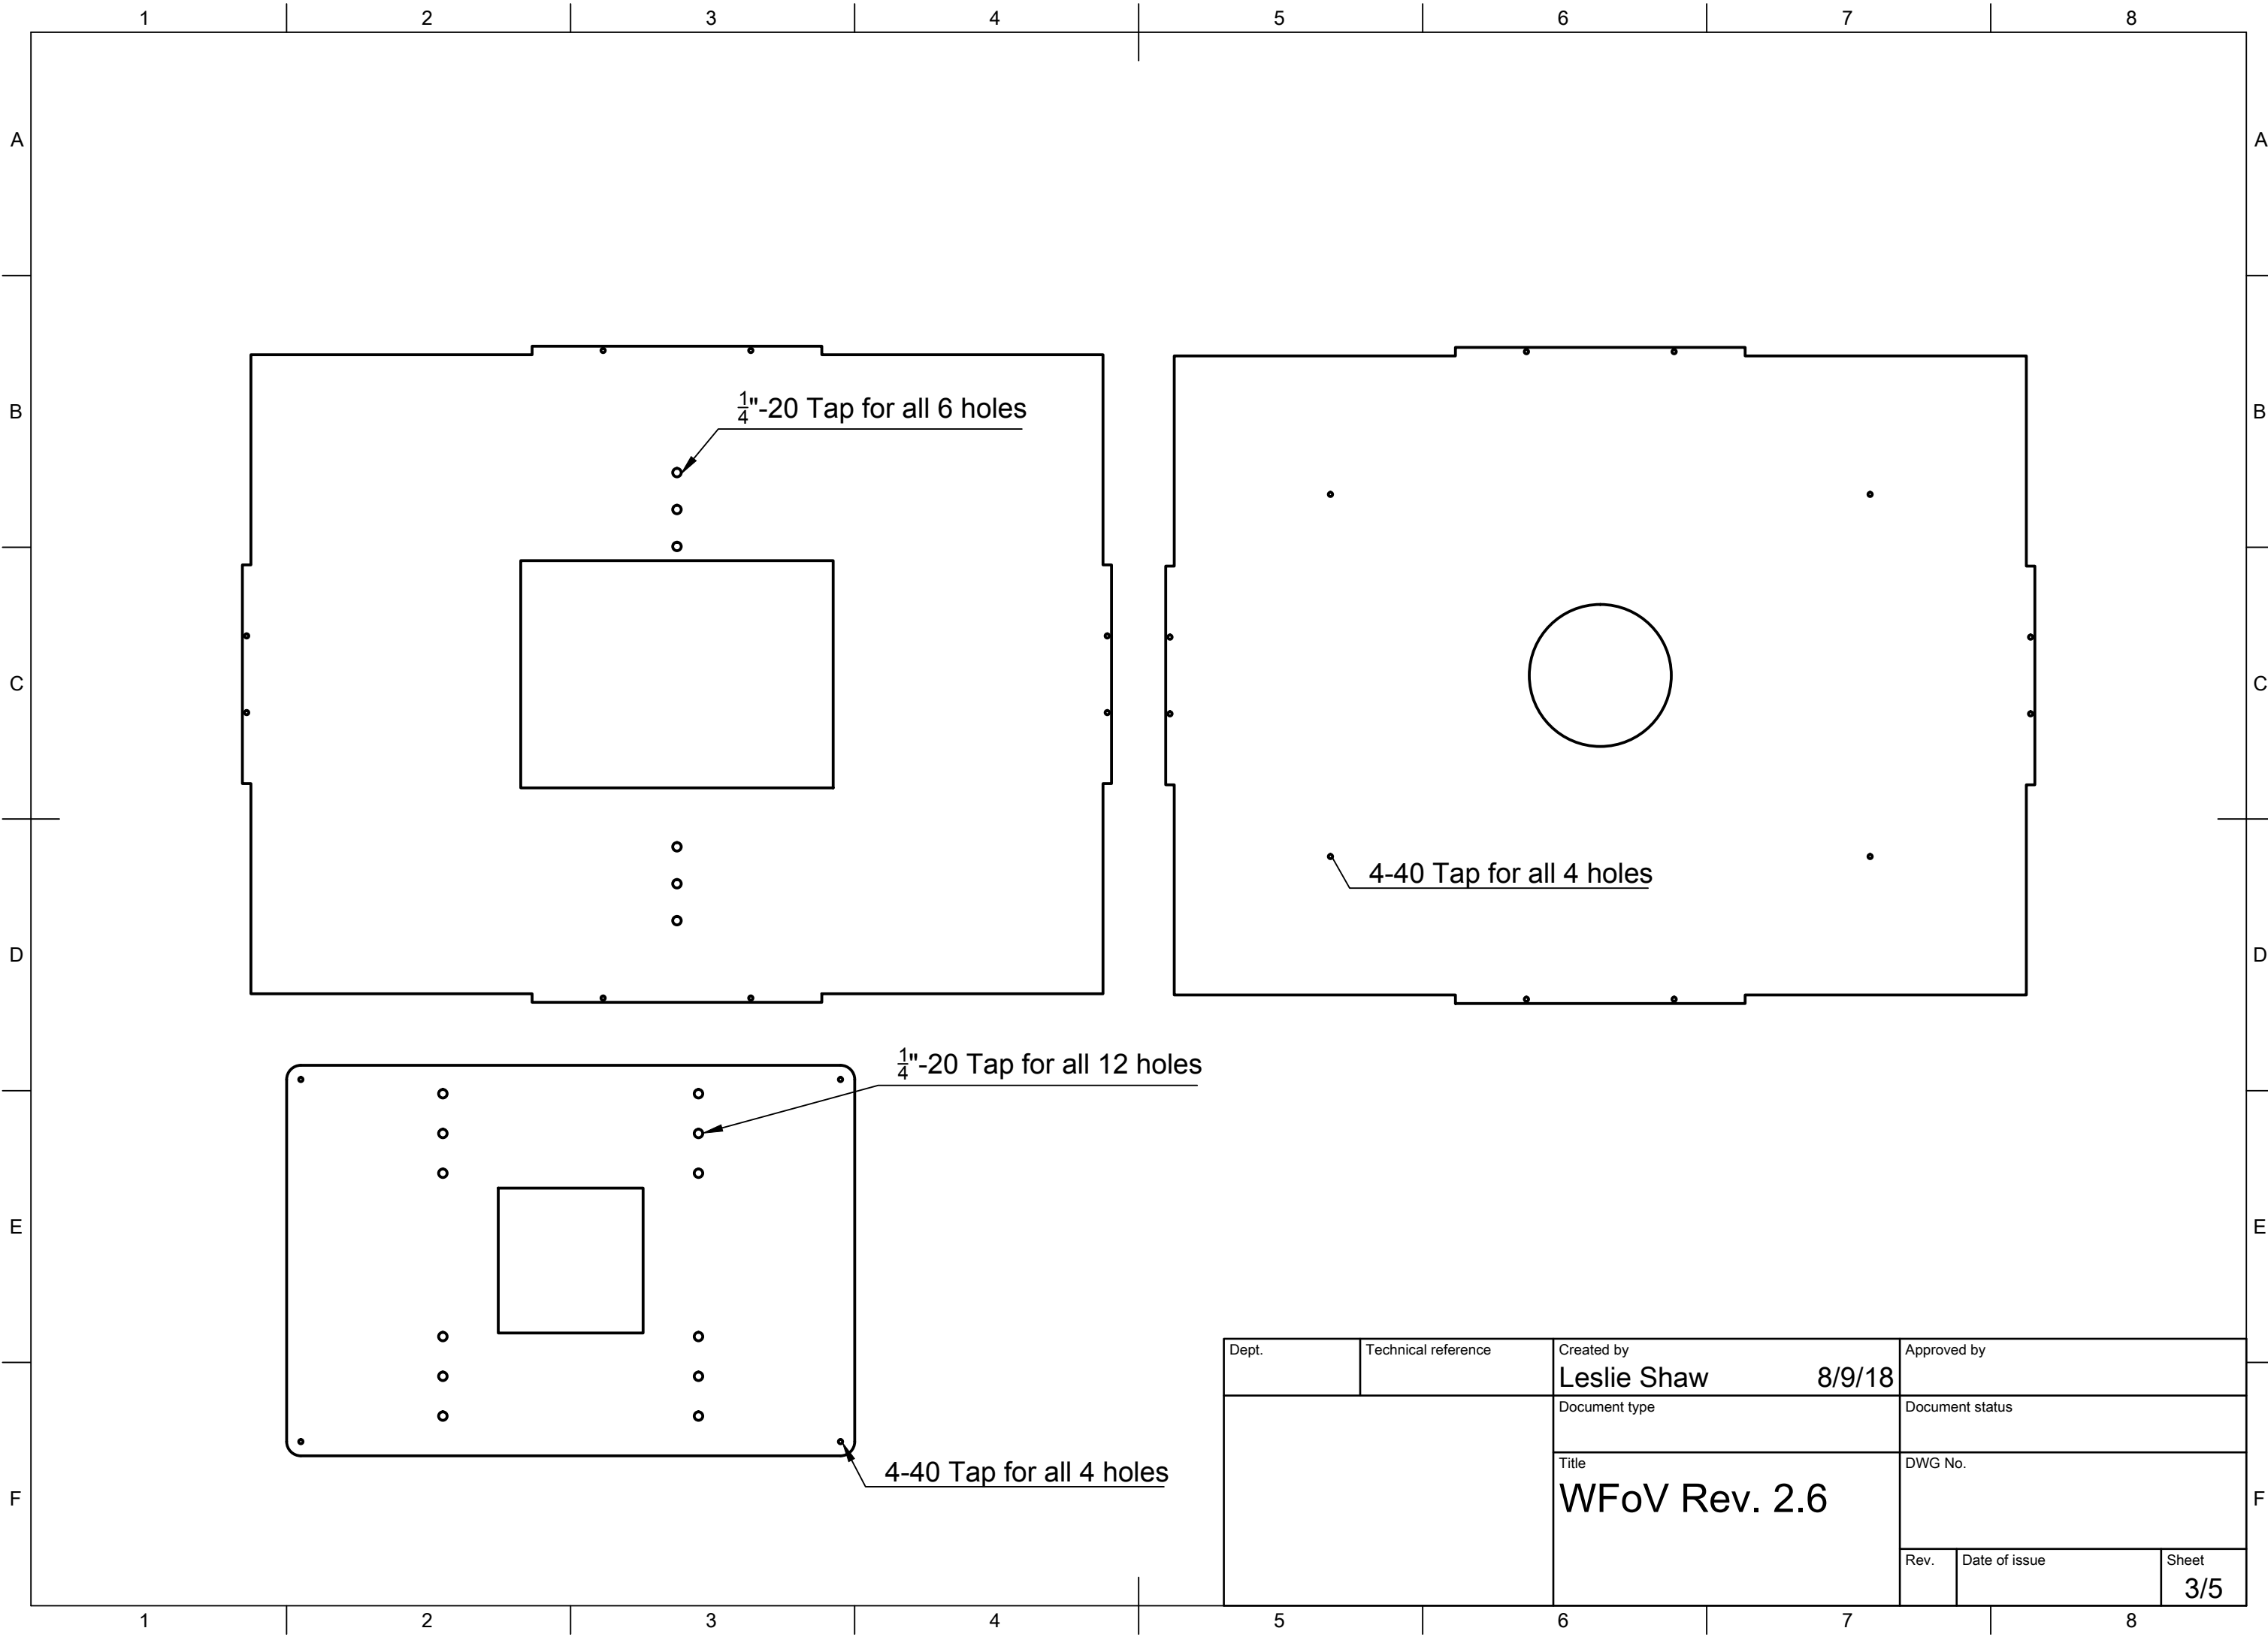 1 2 3 4 5 6 7 8
A A
B B
1/4"-20 Tap for all 6 holes
C C
4-40 Tap for all 4 holes
D D
1/4"-20 Tap for all 12 holes
E E
4-40 Tap for all 4 holes
F F
Dept. Technical reference Created by Approved by
Leslie Shaw 8/9/18
Document type Document status
Title DWG No.
WFoV Rev. 2.6
Rev. Date of issue Sheet
3/5
1 2 3 4 5 6 7 8